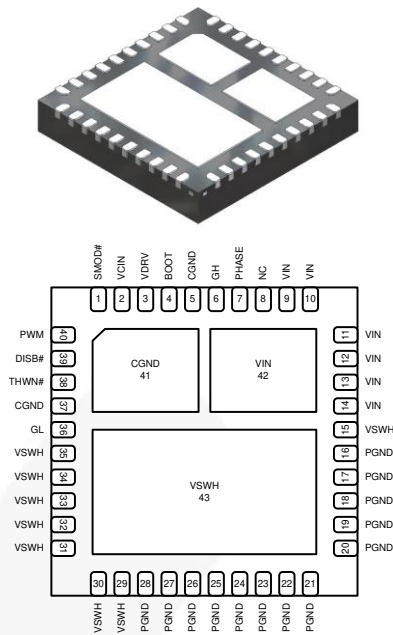 SMOD#
VCIN
VDRV
BOOT
CGND
GH
PHASE
NC
VIN
VIN
1 2 3 4 5 6 7 8 9 10
PWM 40
DISB# 39
THWN# 38
CGND 37
GL 36
VSWH 35
VSWH 34
VSWH 33
VSWH 32
VSWH 31
CGND
41
VIN
42
VSWH
43
11 VIN
12 VIN
13 VIN
14 VIN
15 VSWH
16 PGND
17 PGND
18 PGND
19 PGND
20 PGND
30 29 28 27 26 25 24 23 22 21
VSWH
VSWH
PGND
PGND
PGND
PGND
PGND
PGND
PGND
PGND